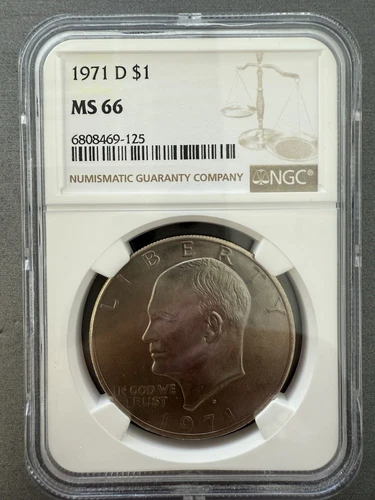 1971 D $1
MS 66
6808469-125
NUMISMATIC GUARANTY COMPANY
NGC®
LIBERTY
IN GOD WE
TRUST
D
1971